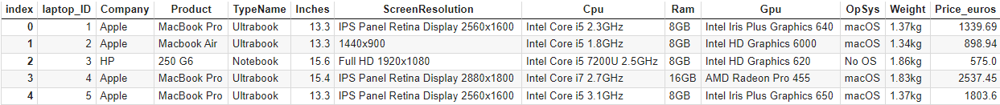 index laptop_ID Company Product TypeName Inches ScreenResolution Cpu Ram Gpu OpSys Weight Price_euros
0 1 Apple MacBook Pro Ultrabook 13.3 IPS Panel Retina Display 2560x1600 Intel Core i5 2.3GHz 8GB Intel Iris Plus Graphics 640 macOS 1.37kg 1339.69
1 2 Apple Macbook Air Ultrabook 13.3 1440x900 Intel Core i5 1.8GHz 8GB Intel HD Graphics 6000 macOS 1.34kg 898.94
2 3 HP 250 G6 Notebook 15.6 Full HD 1920x1080 Intel Core i5 7200U 2.5GHz 8GB Intel HD Graphics 620 No OS 1.86kg 575.0
3 4 Apple MacBook Pro Ultrabook 15.4 IPS Panel Retina Display 2880x1800 Intel Core i7 2.7GHz 16GB AMD Radeon Pro 455 macOS 1.83kg 2537.45
4 5 Apple MacBook Pro Ultrabook 13.3 IPS Panel Retina Display 2560x1600 Intel Core i5 3.1GHz 8GB Intel Iris Plus Graphics 650 macOS 1.37kg 1803.6